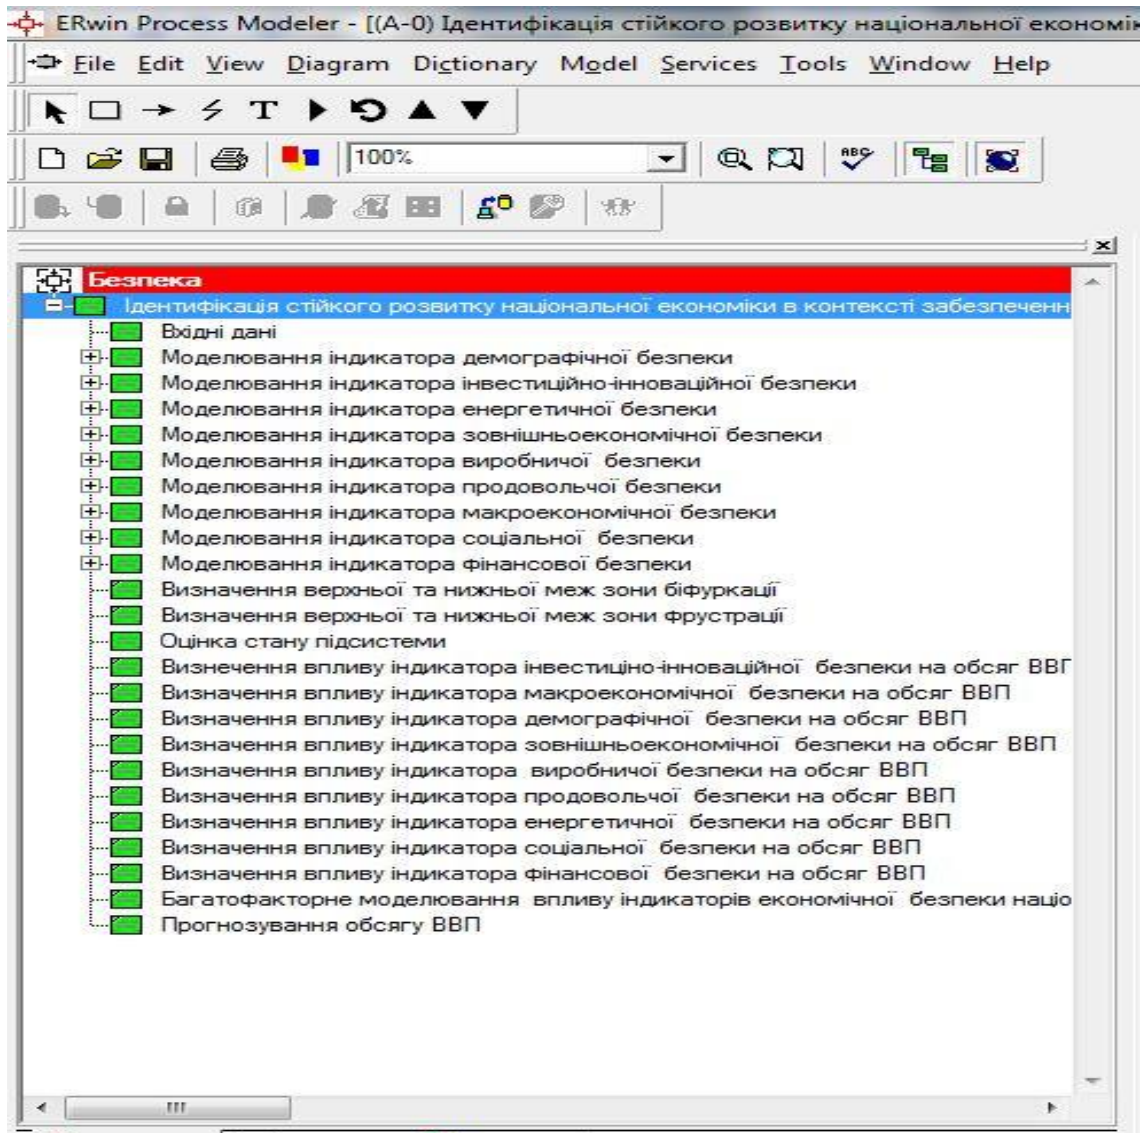 ERwin Process Modeler - [(A-0) Ідентифікація стійкого розвитку національної економік
File Edit View Diagram Dictionary Model Services Tools Window Help
T
100%
ABC
Безпека
Ідентифікація стійкого розвитку національної економіки в контексті забезпеченн
Вхідні дані
Моделювання індикатора демографічної безпеки
Моделювання індикатора інвестиційно-інноваційної безпеки
Моделювання індикатора енергетичної безпеки
Моделювання індикатора зовнішньоекономічної безпеки
Моделювання індикатора виробничої безпеки
Моделювання індикатора продовольчої безпеки
Моделювання індикатора макроекономічної безпеки
Моделювання індикатора соціальної безпеки
Моделювання індикатора фінансової безпеки
Визначення верхньої та нижньої меж зони біфуркації
Визначення верхньої та нижньої меж зони фрустрації
Оцінка стану підсистеми
Визнечення впливу індикатора інвестиціно-інноваційної безпеки на обсяг ВВП
Визначення впливу індикатора макроекономічної безпеки на обсяг ВВП
Визначення впливу індикатора демографічної безпеки на обсяг ВВП
Визначення впливу індикатора зовнішньоекономічної безпеки на обсяг ВВП
Визначення впливу індикатора виробничої безпеки на обсяг ВВП
Визначення впливу індикатора продовольчої безпеки на обсяг ВВП
Визначення впливу індикатора енергетичної безпеки на обсяг ВВП
Визначення впливу індикатора соціальної безпеки на обсяг ВВП
Визначення впливу індикатора фінансової безпеки на обсяг ВВП
Багатофакторне моделювання впливу індикаторів економічної безпеки націо
Прогнозування обсягу ВВП